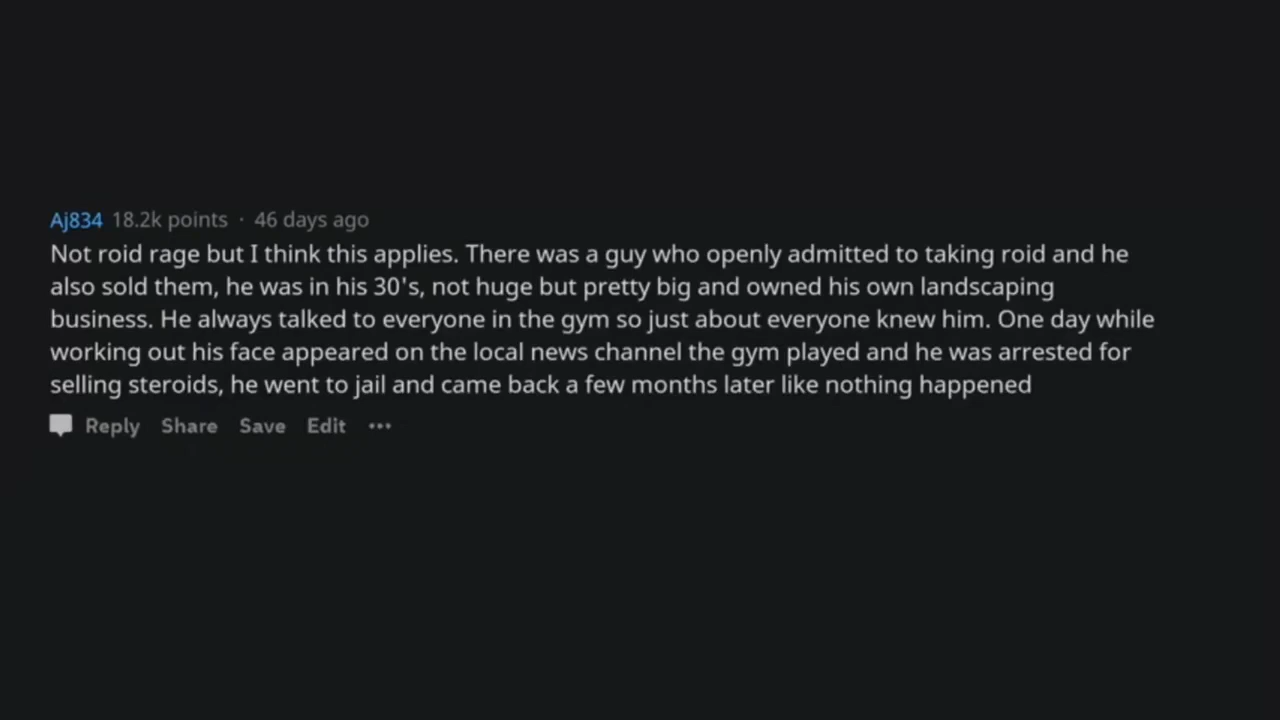 Aj834 18.2k points · 46 days ago
Not roid rage but I think this applies. There was a guy who openly admitted to taking roid and he
also sold them, he was in his 30's, not huge but pretty big and owned his own landscaping
business. He always talked to everyone in the gym so just about everyone knew him. One day while
working out his face appeared on the local news channel the gym played and he was arrested for
selling steroids, he went to jail and came back a few months later like nothing happened
Reply Share Save Edit ···